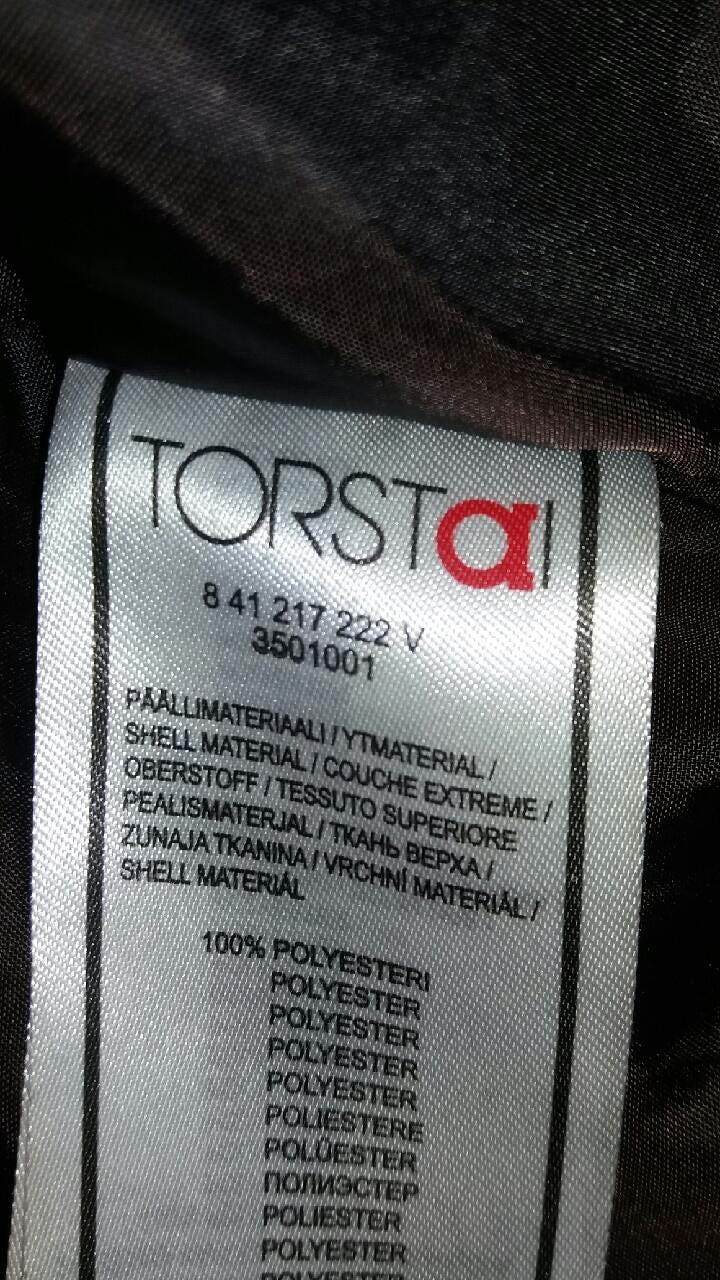 TORSTaI
8 41 217 222 V
3501001
PÄÄLLIMATERIAALI / YTMATERIAL /
SHELL MATERIAL / COUCHE EXTREME /
OBERSTOFF / TESSUTO SUPERIORE
PEALISMATERJAL / ТКАНЬ ВЕРХА /
ZUNAJA TKANINA / VRCHNÍ MATERIÁL /
SHELL MATERIÁL
100% POLYESTERI
POLYESTER
POLYESTER
POLYESTER
POLYESTER
POLIESTERE
POLÜESTER
ПОЛИЭСТЕР
POLIESTER
POLYESTER